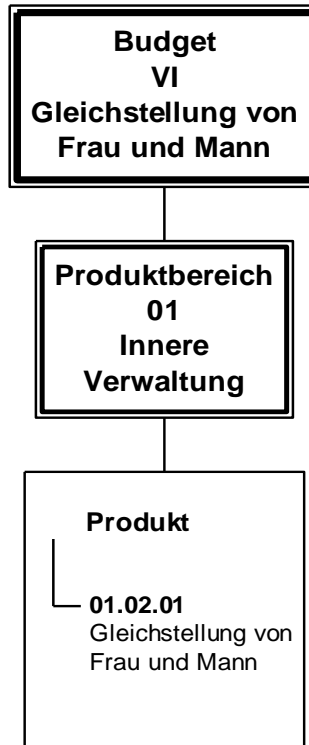 Budget
VI
Gleichstellung von
Frau und Mann
Produktbereich
01
Innere
Verwaltung
Produkt
01.02.01
Gleichstellung von
Frau und Mann